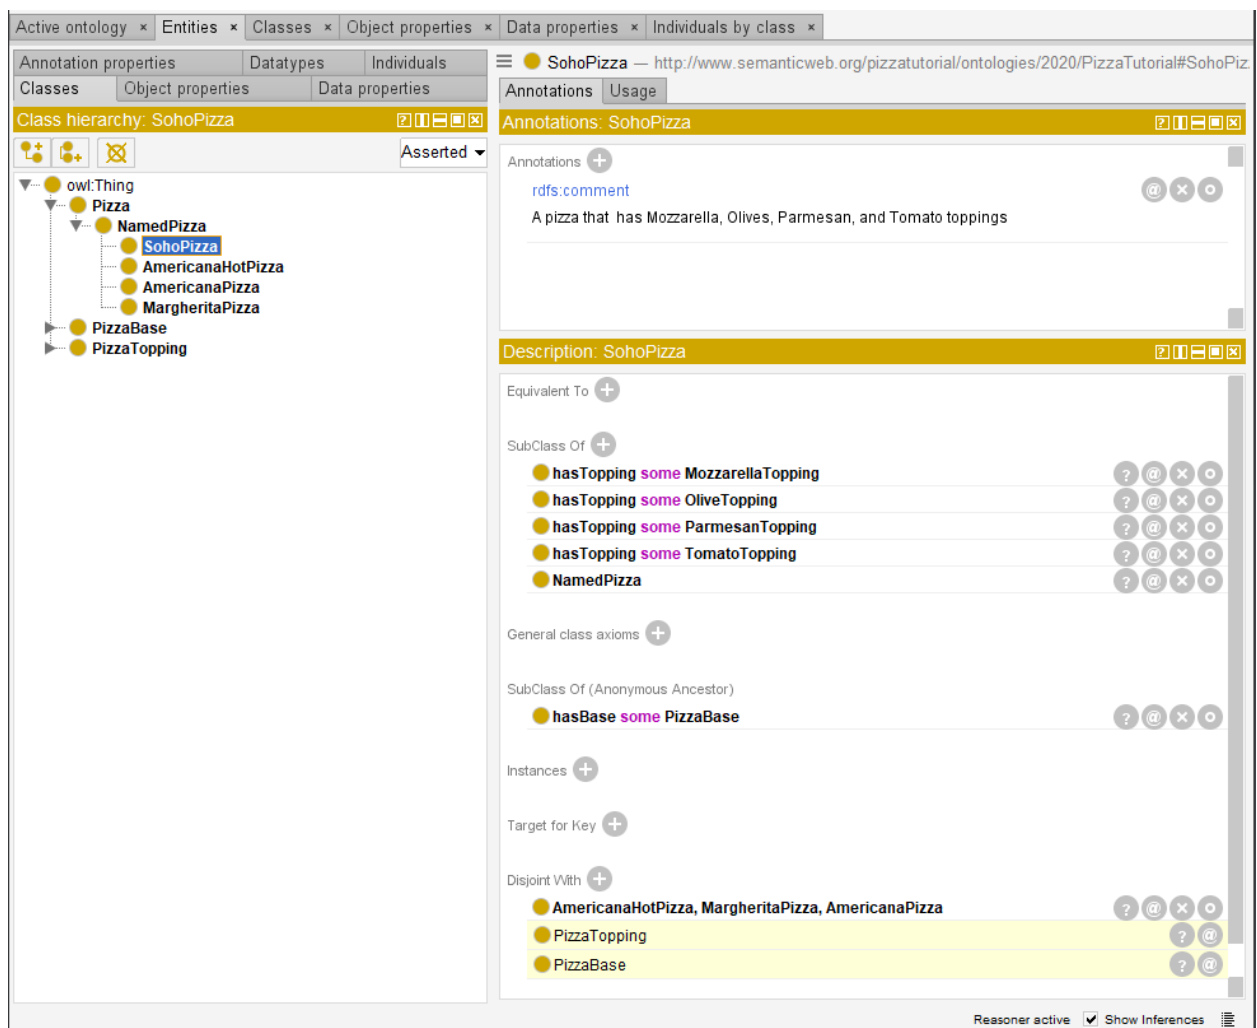 Active ontology × Entities × Classes × Object properties × Data properties × Individuals by class ×
Annotation properties Datatypes Individuals
Classes Object properties Data properties
Class hierarchy: SohoPizza
Asserted
owl:Thing
Pizza
NamedPizza
SohoPizza
AmericanaHotPizza
AmericanaPizza
MargheritaPizza
PizzaBase
PizzaTopping
SohoPizza — http://www.semanticweb.org/pizzatutorial/ontologies/2020/PizzaTutorial#SohoPiz
Annotations Usage
Annotations: SohoPizza
Annotations
rdfs:comment
A pizza that has Mozzarella, Olives, Parmesan, and Tomato toppings
Description: SohoPizza
Equivalent To
SubClass Of
hasTopping some MozzarellaTopping
hasTopping some OliveTopping
hasTopping some ParmesanTopping
hasTopping some TomatoTopping
NamedPizza
General class axioms
SubClass Of (Anonymous Ancestor)
hasBase some PizzaBase
Instances
Target for Key
Disjoint With
AmericanaHotPizza, MargheritaPizza, AmericanaPizza
PizzaTopping
PizzaBase
Reasoner active Show Inferences